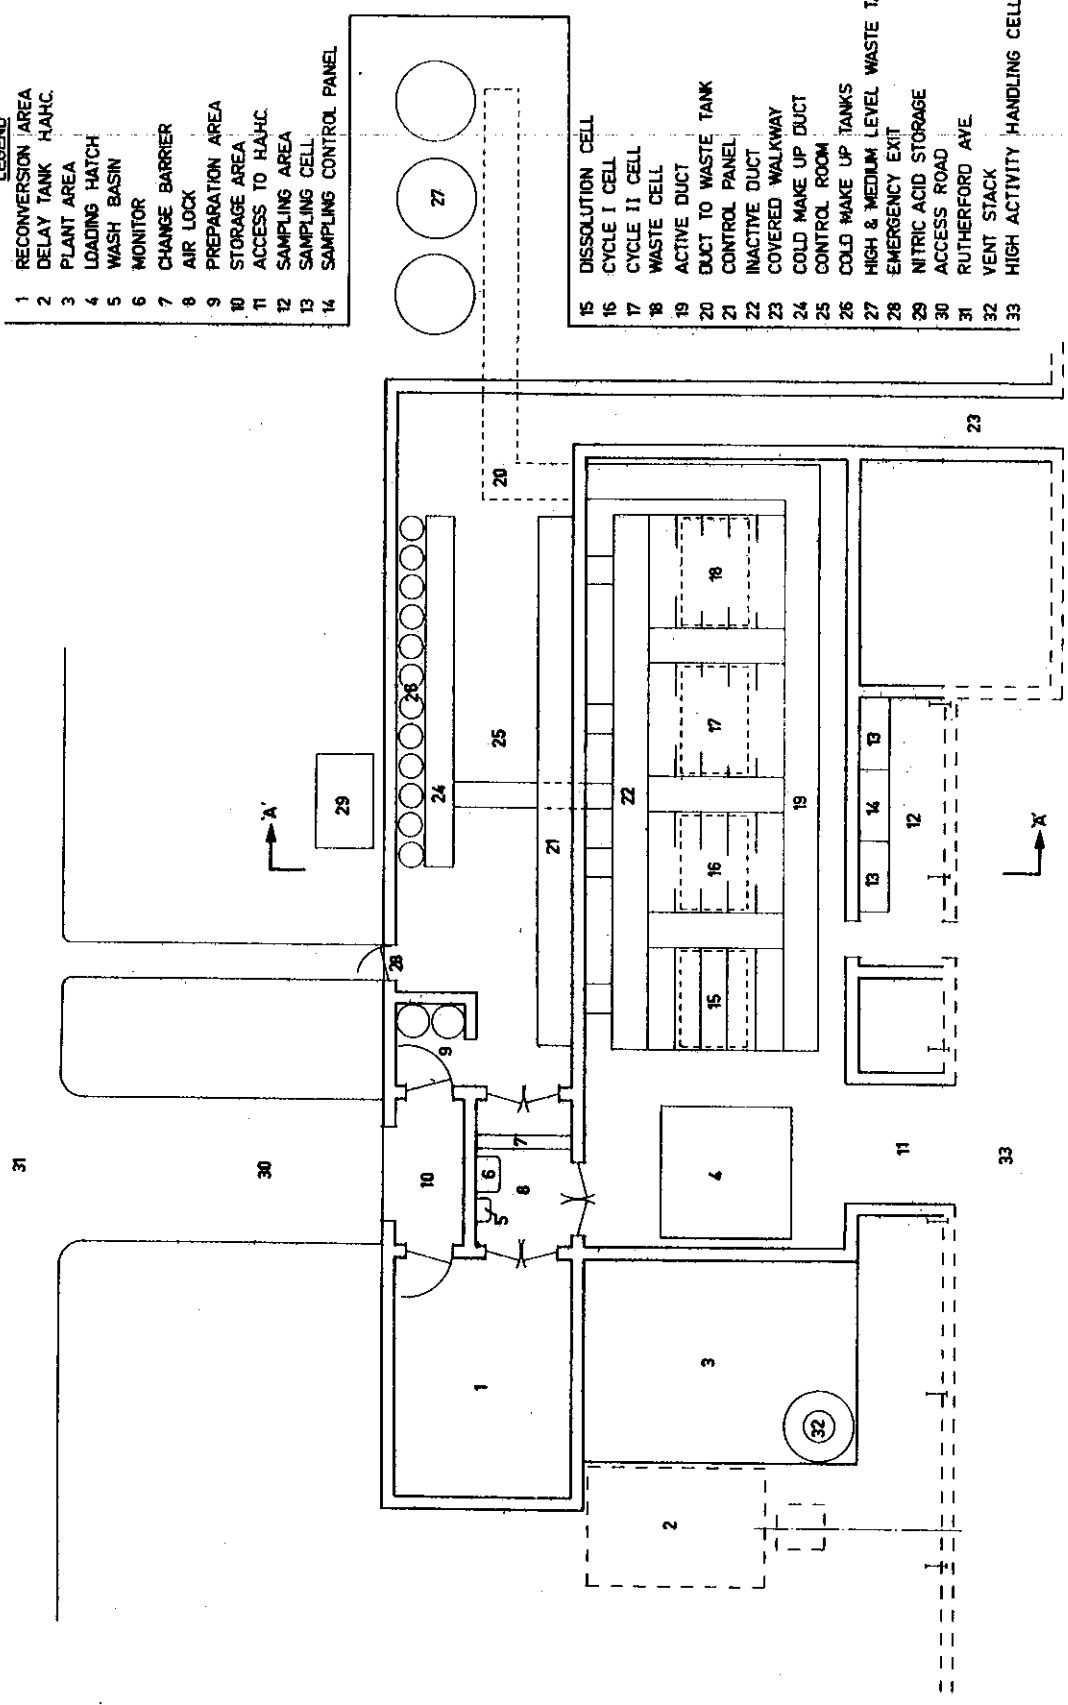 LEGEND
1 RECONVERSION AREA
2 DELAY TANK H.A.H.C.
3 PLANT AREA
4 LOADING HATCH
5 WASH BASIN
6 MONITOR
7 CHANGE BARRIER
8 AIR LOCK
9 PREPARATION AREA
10 STORAGE AREA
11 ACCESS TO H.A.H.C.
12 SAMPLING AREA
13 SAMPLING CELL
14 SAMPLING CONTROL PANEL
15 DISSOLUTION CELL
16 CYCLE I CELL
17 CYCLE II CELL
18 WASTE CELL
19 ACTIVE DUCT
20 DUCT TO WASTE TANK
21 CONTROL PANEL
22 INACTIVE DUCT
23 COVERED WALKWAY
24 COLD MAKE UP DUCT
25 CONTROL ROOM
26 COLD MAKE UP TANKS
27 HIGH & MEDIUM LEVEL WASTE
28 EMERGENCY EXIT
29 NITRIC ACID STORAGE
30 ACCESS ROAD
31 RUTHERFORD AVE.
32 VENT STACK
33 HIGH ACTIVITY HANDLING CELL
31
30
29
28
'A'
27
26
25
24
23
22
21
20
19
18
17
16
15
14
13
13
12
11
10
9
8
7
6
5
4
3
2
1
32
33
'A'